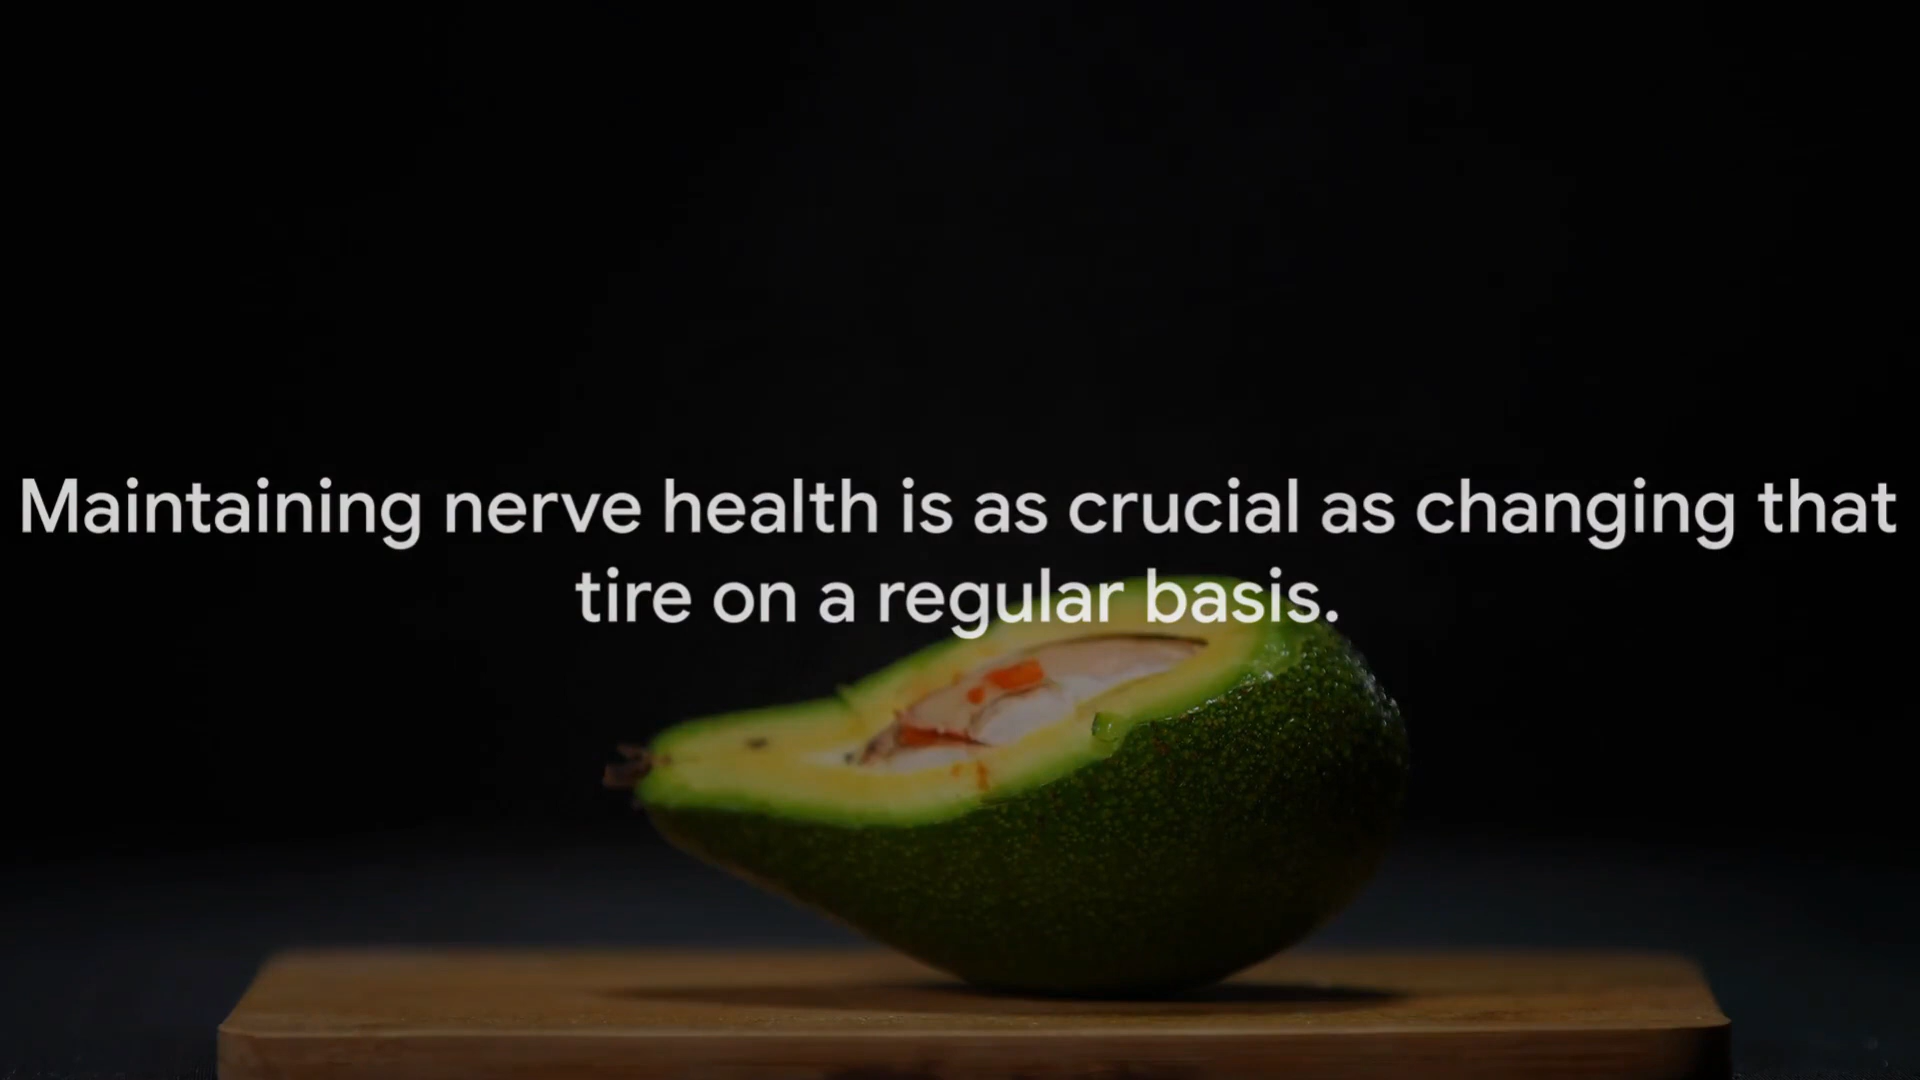 Maintaining nerve health is as crucial as changing that
tire on a regular basis.